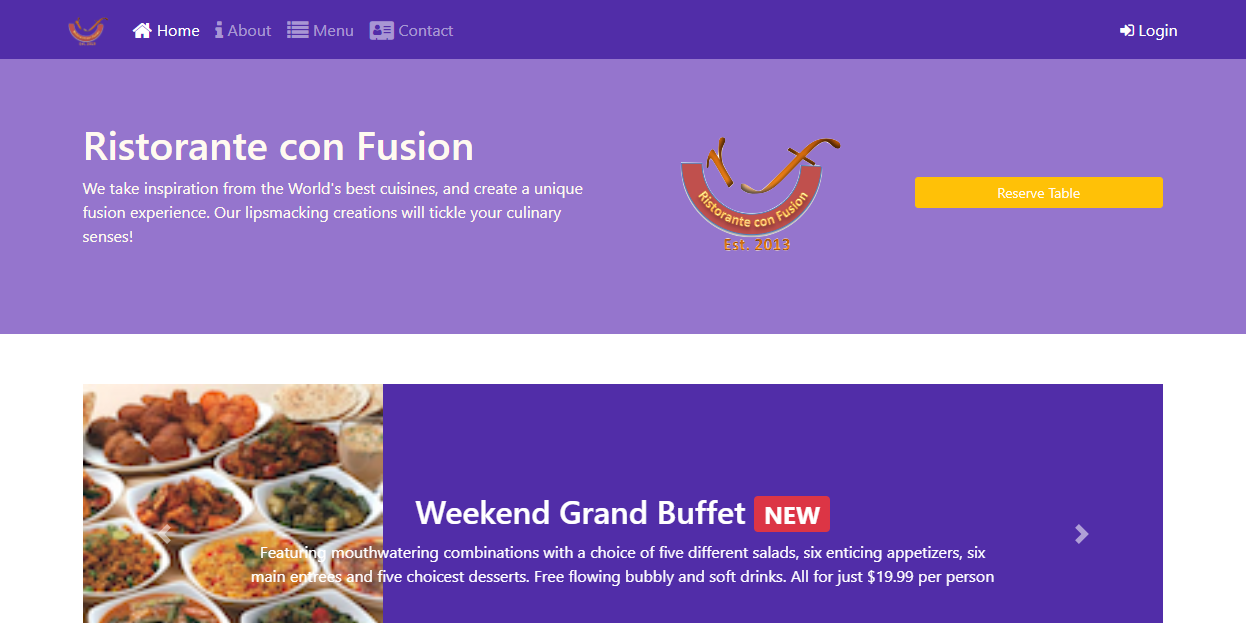 Home About Menu Contact Login
Ristorante con Fusion
We take inspiration from the World's best cuisines, and create a unique
fusion experience. Our lipsmacking creations will tickle your culinary
senses!
Ristorante con Fusion
Est. 2013
Reserve Table
Weekend Grand Buffet NEW
Featuring mouthwatering combinations with a choice of five different salads, six enticing appetizers, six
main entrees and five choicest desserts. Free flowing bubbly and soft drinks. All for just $19.99 per person